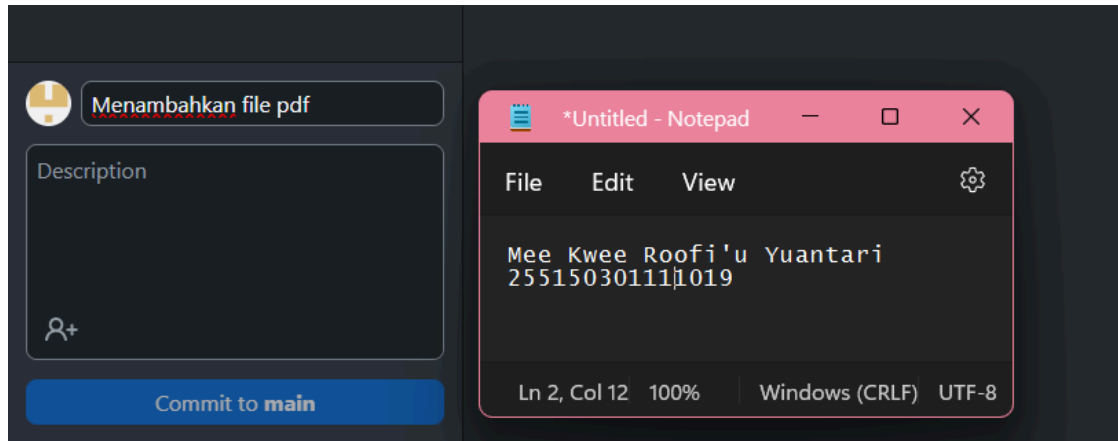 Menambahkan file pdf
Description
Commit to main
*Untitled - Notepad
File Edit View
Mee Kwee Roofi'u Yuantari
255150301111019
Ln 2, Col 12 100% Windows (CRLF) UTF-8